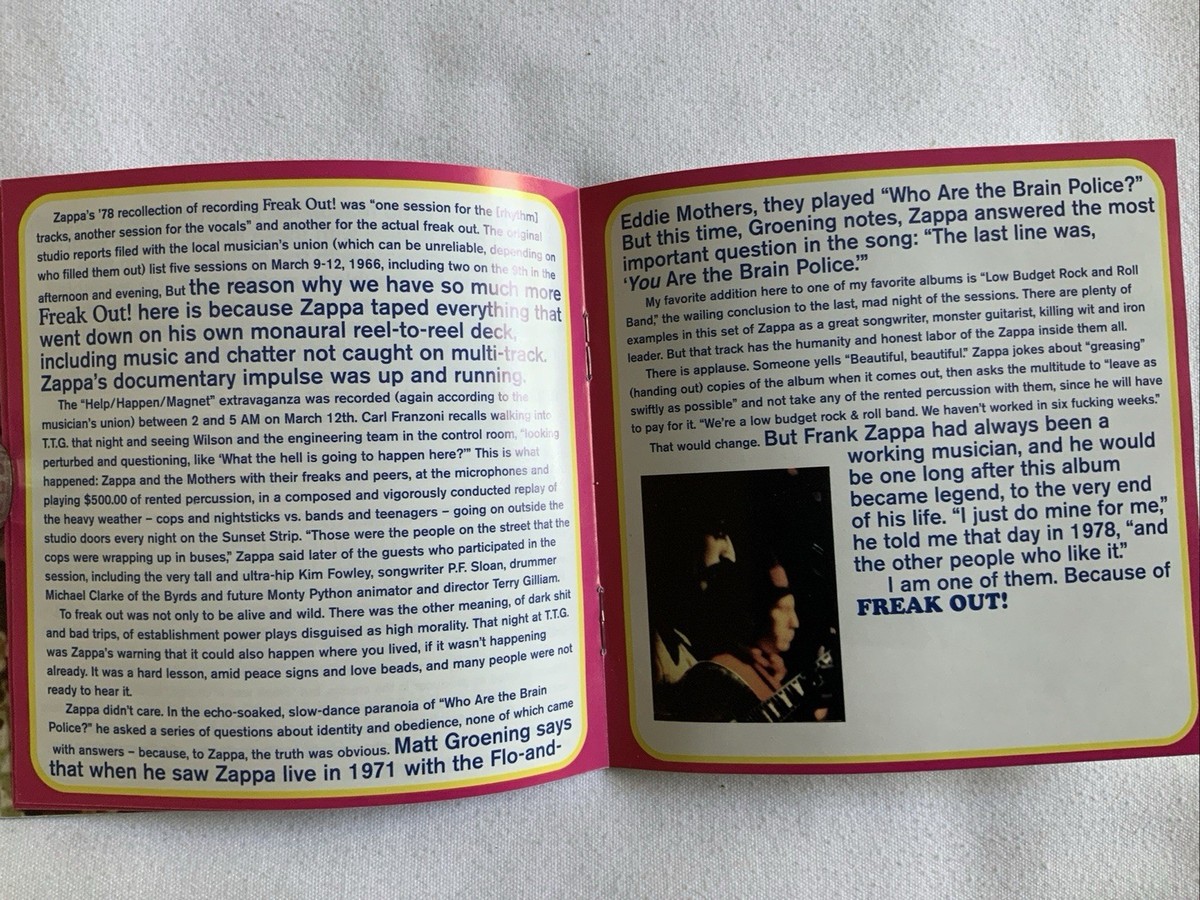 Zappa's '78 recollection of recording Freak Out! was "one session for the [rhythm]
tracks, another session for the vocals" and another for the actual freak out. The original
studio reports filed with the local musician's union (which can be unreliable, depending on
who filled them out) list five sessions on March 9-12, 1966, including two on the 9th in the
afternoon and evening, But the reason why we have so much more
Freak Out! here is because Zappa taped everything that
went down on his own monaural reel-to-reel deck,
including music and chatter not caught on multi-track.
Zappa's documentary impulse was up and running.
The "Help/Happen/Magnet" extravaganza was recorded (again according to the
musician's union) between 2 and 5 AM on March 12th. Carl Franzoni recalls walking into
T.T.G. that night and seeing Wilson and the engineering team in the control room, "looking
perturbed and questioning, like 'What the hell is going to happen here?'" This is what
happened: Zappa and the Mothers with their freaks and peers, at the microphones and
playing $500.00 of rented percussion, in a composed and vigorously conducted replay of
the heavy weather – cops and nightsticks vs. bands and teenagers – going on outside the
studio doors every night on the Sunset Strip. "Those were the people on the street that the
cops were wrapping up in buses," Zappa said later of the guests who participated in the
session, including the very tall and ultra-hip Kim Fowley, songwriter P.F. Sloan, drummer
Michael Clarke of the Byrds and future Monty Python animator and director Terry Gilliam.
To freak out was not only to be alive and wild. There was the other meaning, of dark shit
and bad trips, of establishment power plays disguised as high morality. That night at T.T.G.
was Zappa's warning that it could also happen where you lived, if it wasn't happening
already. It was a hard lesson, amid peace signs and love beads, and many people were not
ready to hear it.
Zappa didn't care. In the echo-soaked, slow-dance paranoia of "Who Are the Brain
Police?" he asked a series of questions about identity and obedience, none of which came
with answers – because, to Zappa, the truth was obvious. Matt Groening says
that when he saw Zappa live in 1971 with the Flo-and-
Eddie Mothers, they played "Who Are the Brain Police?"
But this time, Groening notes, Zappa answered the most
important question in the song: "The last line was,
'You Are the Brain Police.'"
My favorite addition here to one of my favorite albums is "Low Budget Rock and Roll
Band," the wailing conclusion to the last, mad night of the sessions. There are plenty of
examples in this set of Zappa as a great songwriter, monster guitarist, killing wit and iron
leader. But that track has the humanity and honest labor of the Zappa inside them all.
There is applause. Someone yells "Beautiful, beautiful." Zappa jokes about "greasing"
(handing out) copies of the album when it comes out, then asks the multitude to "leave as
swiftly as possible" and not take any of the rented percussion with them, since he will have
to pay for it. "We're a low budget rock & roll band. We haven't worked in six fucking weeks."
That would change. But Frank Zappa had always been a
working musician, and he would
be one long after this album
became legend, to the very end
of his life. "I just do mine for me,"
he told me that day in 1978, "and
the other people who like it."
I am one of them. Because of
FREAK OUT!